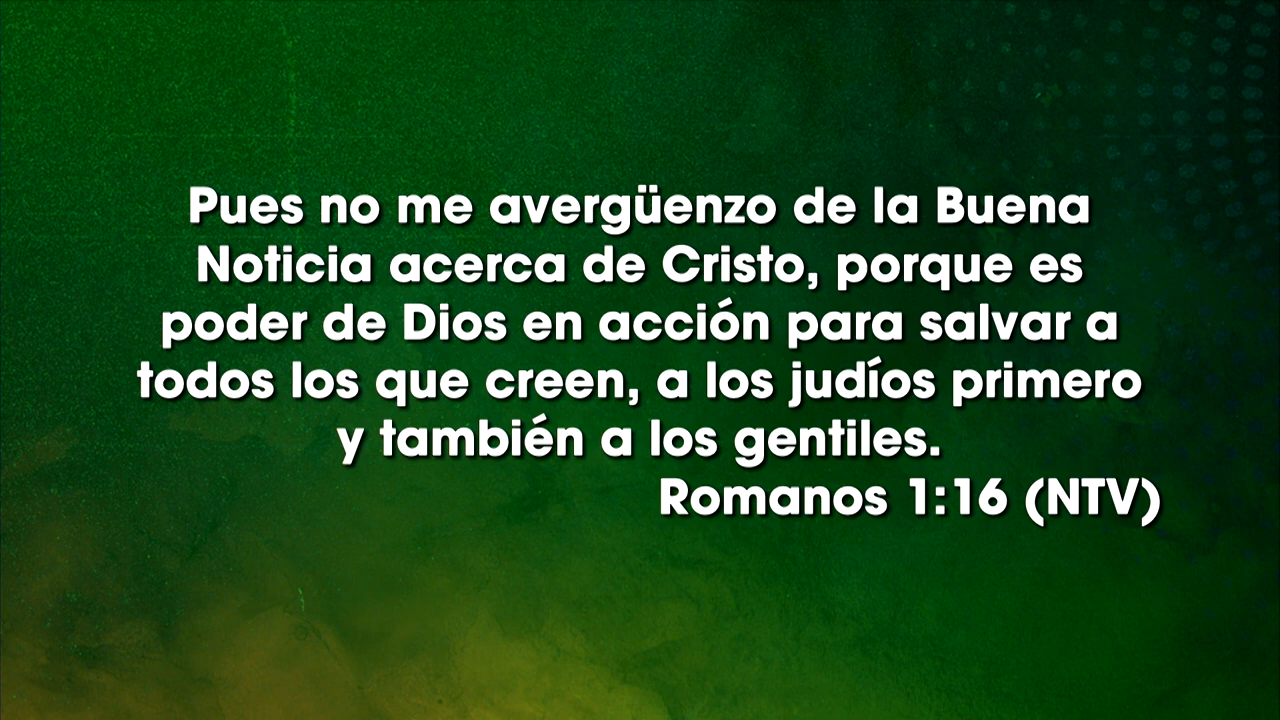 Pues no me avergüenzo de la Buena
Noticia acerca de Cristo, porque es
poder de Dios en acción para salvar a
todos los que creen, a los judíos primero
y también a los gentiles.
Romanos 1:16 (NTV)